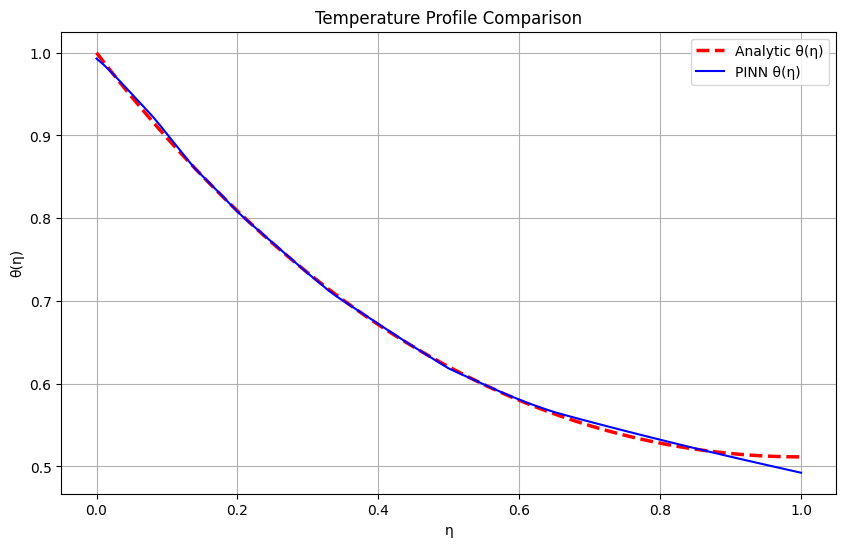 Temperature Profile Comparison
Analytic θ(η)
PINN θ(η)
1.0
0.9
0.8
0.7
0.6
0.5
θ(η)
0.0
0.2
0.4
0.6
0.8
1.0
η